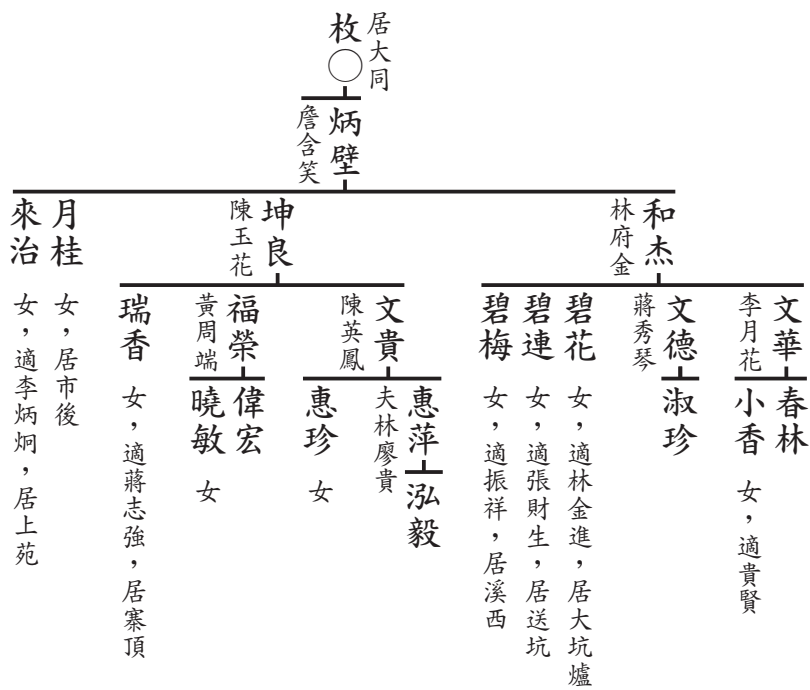 枚○
居大同
炳壁
詹含笑
和杰
林府金
坤良
陳玉花
月桂 女，居市後
來治 女，適李炳炯，居上苑
文華
李月花
文德
蔣秀琴
碧花 女，適林金進，居大坑爐
碧連 女，適張財生，居送坑
碧梅 女，適振祥，居溪西
文貴
陳英鳳
福榮
黃周端
瑞香 女，適蔣志強，居寨頂
春林
小香 女，適貴賢
淑珍
惠萍
夫林廖貴
惠珍 女
偉宏
曉敏 女
泓毅